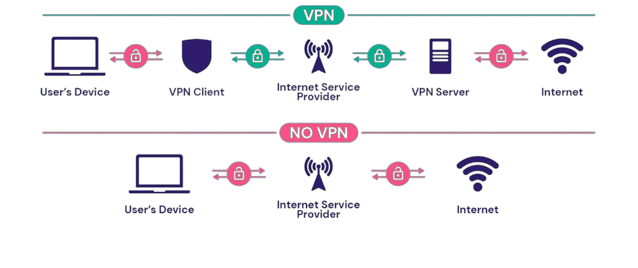 VPN
User's Device
VPN Client
Internet Service
Provider
VPN Server
Internet
NO VPN
User's Device
Internet Service
Provider
Internet